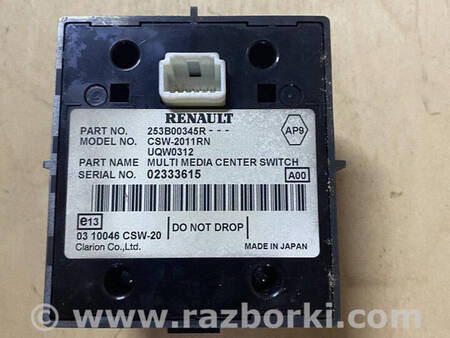 RENAULT
PART NO. 253B00345R---
AP9
MODEL NO. CSW-2011RN
UQW0312
PART NAME MULTI MEDIA CENTER SWITCH
SERIAL NO. 02333615
A00
e13
03 10046 CSW-20
DO NOT DROP
Clarion Co.,Ltd.
MADE IN JAPAN
www.razborki.com